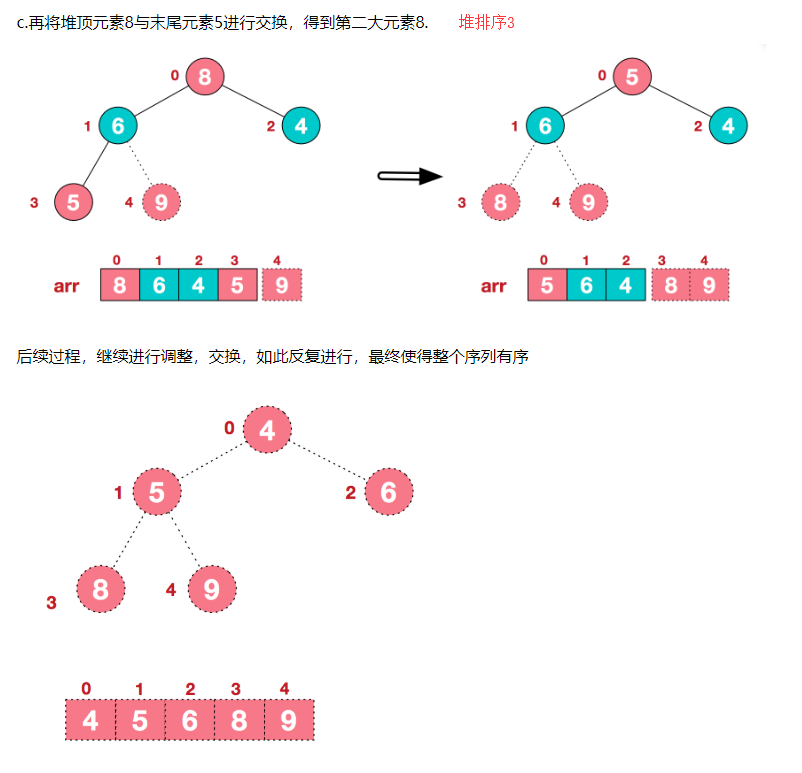 c.再将堆顶元素8与末尾元素5进行交换，得到第二大元素8. 堆排序3
0 8 0 5
1 6 2 4 1 6 2 4
3 5 4 9 3 8 4 9
0 1 2 3 4 0 1 2 3 4
arr 8 6 4 5 9 arr 5 6 4 8 9
后续过程，继续进行调整，交换，如此反复进行，最终使得整个序列有序
0 4
1 5 2 6
3 8 4 9
0 1 2 3 4
4 5 6 8 9